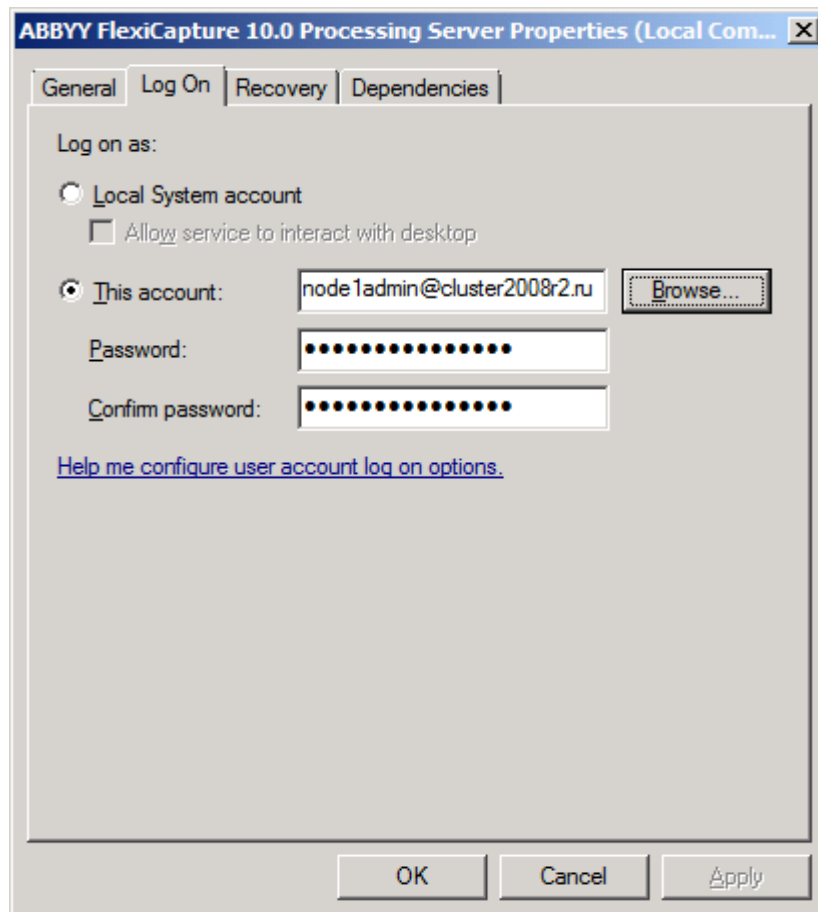 ABBYY FlexiCapture 10.0 Processing Server Properties (Local Com...
General Log On Recovery Dependencies
Log on as:
Local System account
Allow service to interact with desktop
This account: node1admin@cluster2008r2.ru Browse...
Password: •••••••••••••••
Confirm password: •••••••••••••••
Help me configure user account log on options.
OK Cancel Apply